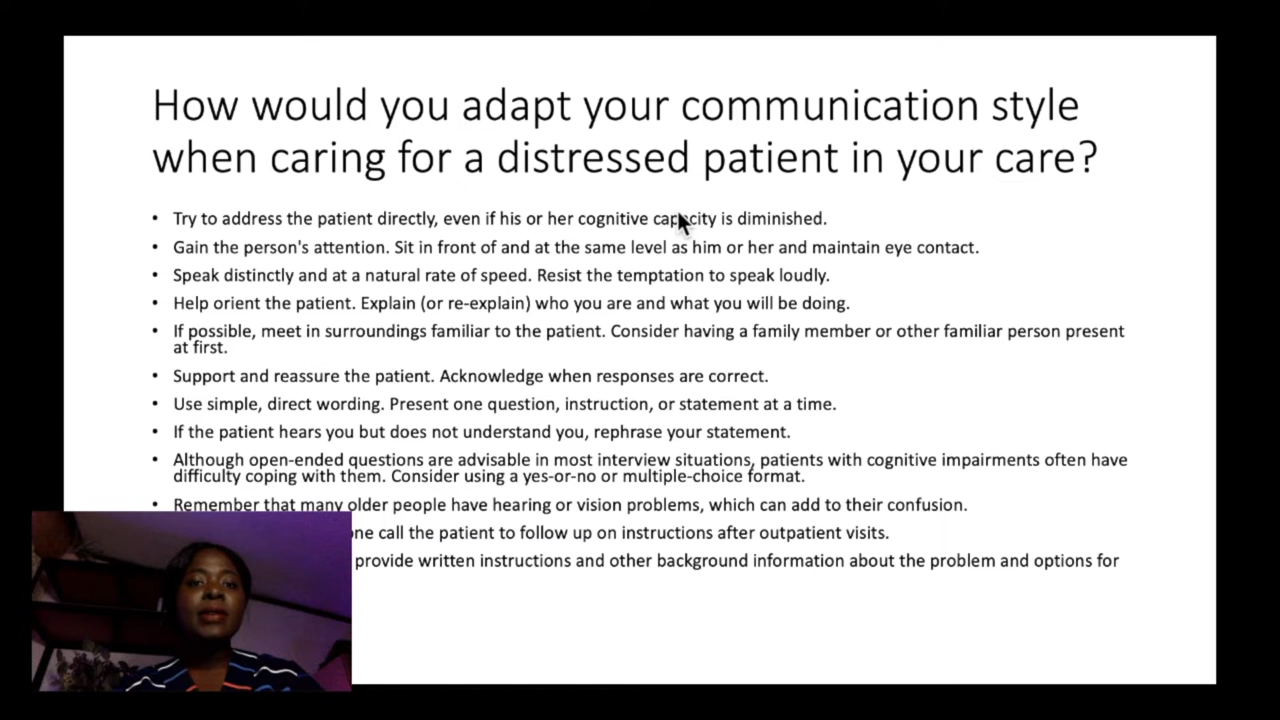 How would you adapt your communication style
when caring for a distressed patient in your care?
• Try to address the patient directly, even if his or her cognitive capacity is diminished.
• Gain the person's attention. Sit in front of and at the same level as him or her and maintain eye contact.
• Speak distinctly and at a natural rate of speed. Resist the temptation to speak loudly.
• Help orient the patient. Explain (or re-explain) who you are and what you will be doing.
• If possible, meet in surroundings familiar to the patient. Consider having a family member or other familiar person present
at first.
• Support and reassure the patient. Acknowledge when responses are correct.
• Use simple, direct wording. Present one question, instruction, or statement at a time.
• If the patient hears you but does not understand you, rephrase your statement.
• Although open-ended questions are advisable in most interview situations, patients with cognitive impairments often have
difficulty coping with them. Consider using a yes-or-no or multiple-choice format.
• Remember that many older people have hearing or vision problems, which can add to their confusion.
call the patient to follow up on instructions after outpatient visits.
provide written instructions and other background information about the problem and options for